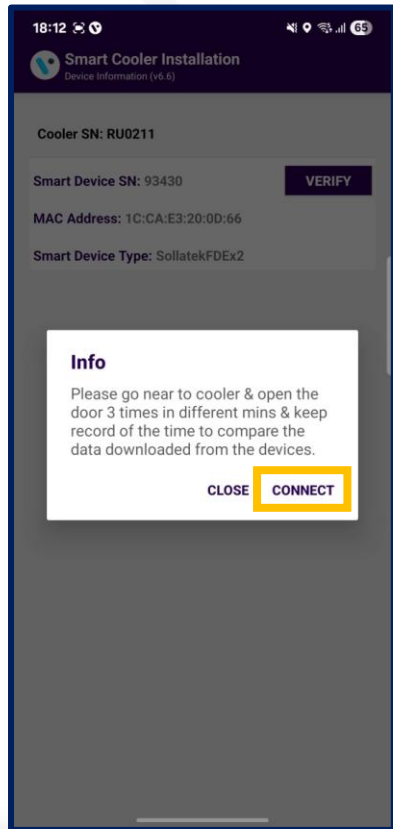 18:12
65
Smart Cooler Installation
Device Information (v6.6)
Cooler SN: RU0211
Smart Device SN: 93430
VERIFY
MAC Address: 1C:CA:E3:20:0D:66
Smart Device Type: SollatekFDEx2
Info
Please go near to cooler & open the
door 3 times in different mins & keep
record of the time to compare the
data downloaded from the devices.
CLOSE CONNECT